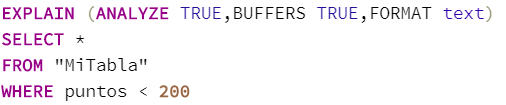 EXPLAIN (ANALYZE TRUE,BUFFERS TRUE,FORMAT text)
SELECT *
FROM "MiTabla"
WHERE puntos < 200